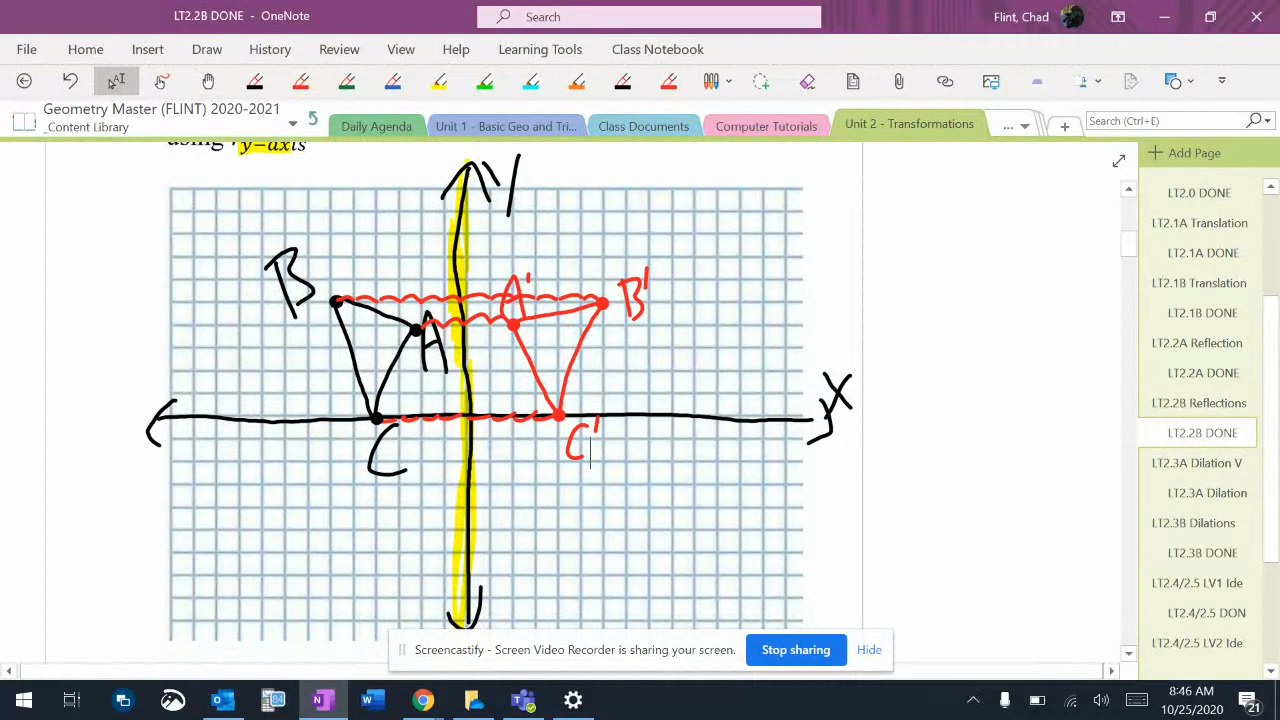 LT2.2B DONE - OneNote
Search
Flint, Chad
File Home Insert Draw History Review View Help Learning Tools Class Notebook
Geometry Master (FLINT) 2020-2021
_Content Library
Daily Agenda
Unit 1 - Basic Geo and Tri...
Class Documents
Computer Tutorials
Unit 2 - Transformations
...
Search (Ctrl+E)
Add Page
LT2.0 DONE
LT2.1A Translation
LT2.1A DONE
LT2.1B Translation
LT2.1B DONE
LT2.2A Reflection
LT2.2A DONE
LT2.2B Reflections
LT2.2B DONE
LT2.3A Dilation V
LT2.3A Dilation
LT2.3B Dilations
LT2.3B DONE
LT2.4/2.5 LV1 Ide
LT2.4/2.5 DON
LT2.4/2.5 LV2 Ide
using r y−axis
Y
B
A'
B'
A
X
C
C'
Screencastify - Screen Video Recorder is sharing your screen.
Stop sharing
Hide
8:46 AM
10/25/2020
21